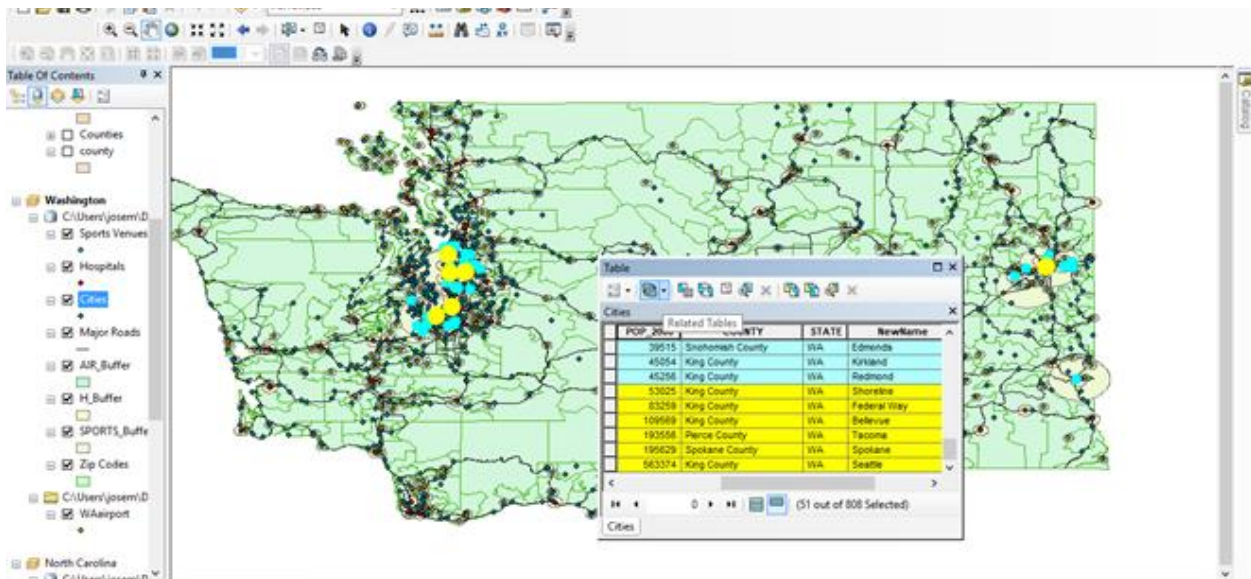 Table Of Contents
Counties
county
Washington
C:\Users\josem\D
Sports Venues
Hospitals
Cities
Major Roads
AIR_Buffer
H_Buffer
SPORTS_Buffe
Zip Codes
C:\Users\josem\D
WAairport
North Carolina
Catalog
Table
Cities
Related Tables
STATE NewName
39515 Snohomish County WA Edmonds
45054 King County WA Kirkland
45256 King County WA Redmond
53025 King County WA Shoreline
83259 King County WA Federal Way
109569 King County WA Bellevue
193556 Pierce County WA Tacoma
195629 Spokane County WA Spokane
563374 King County WA Seattle
0 (51 out of 808 Selected)
Cities